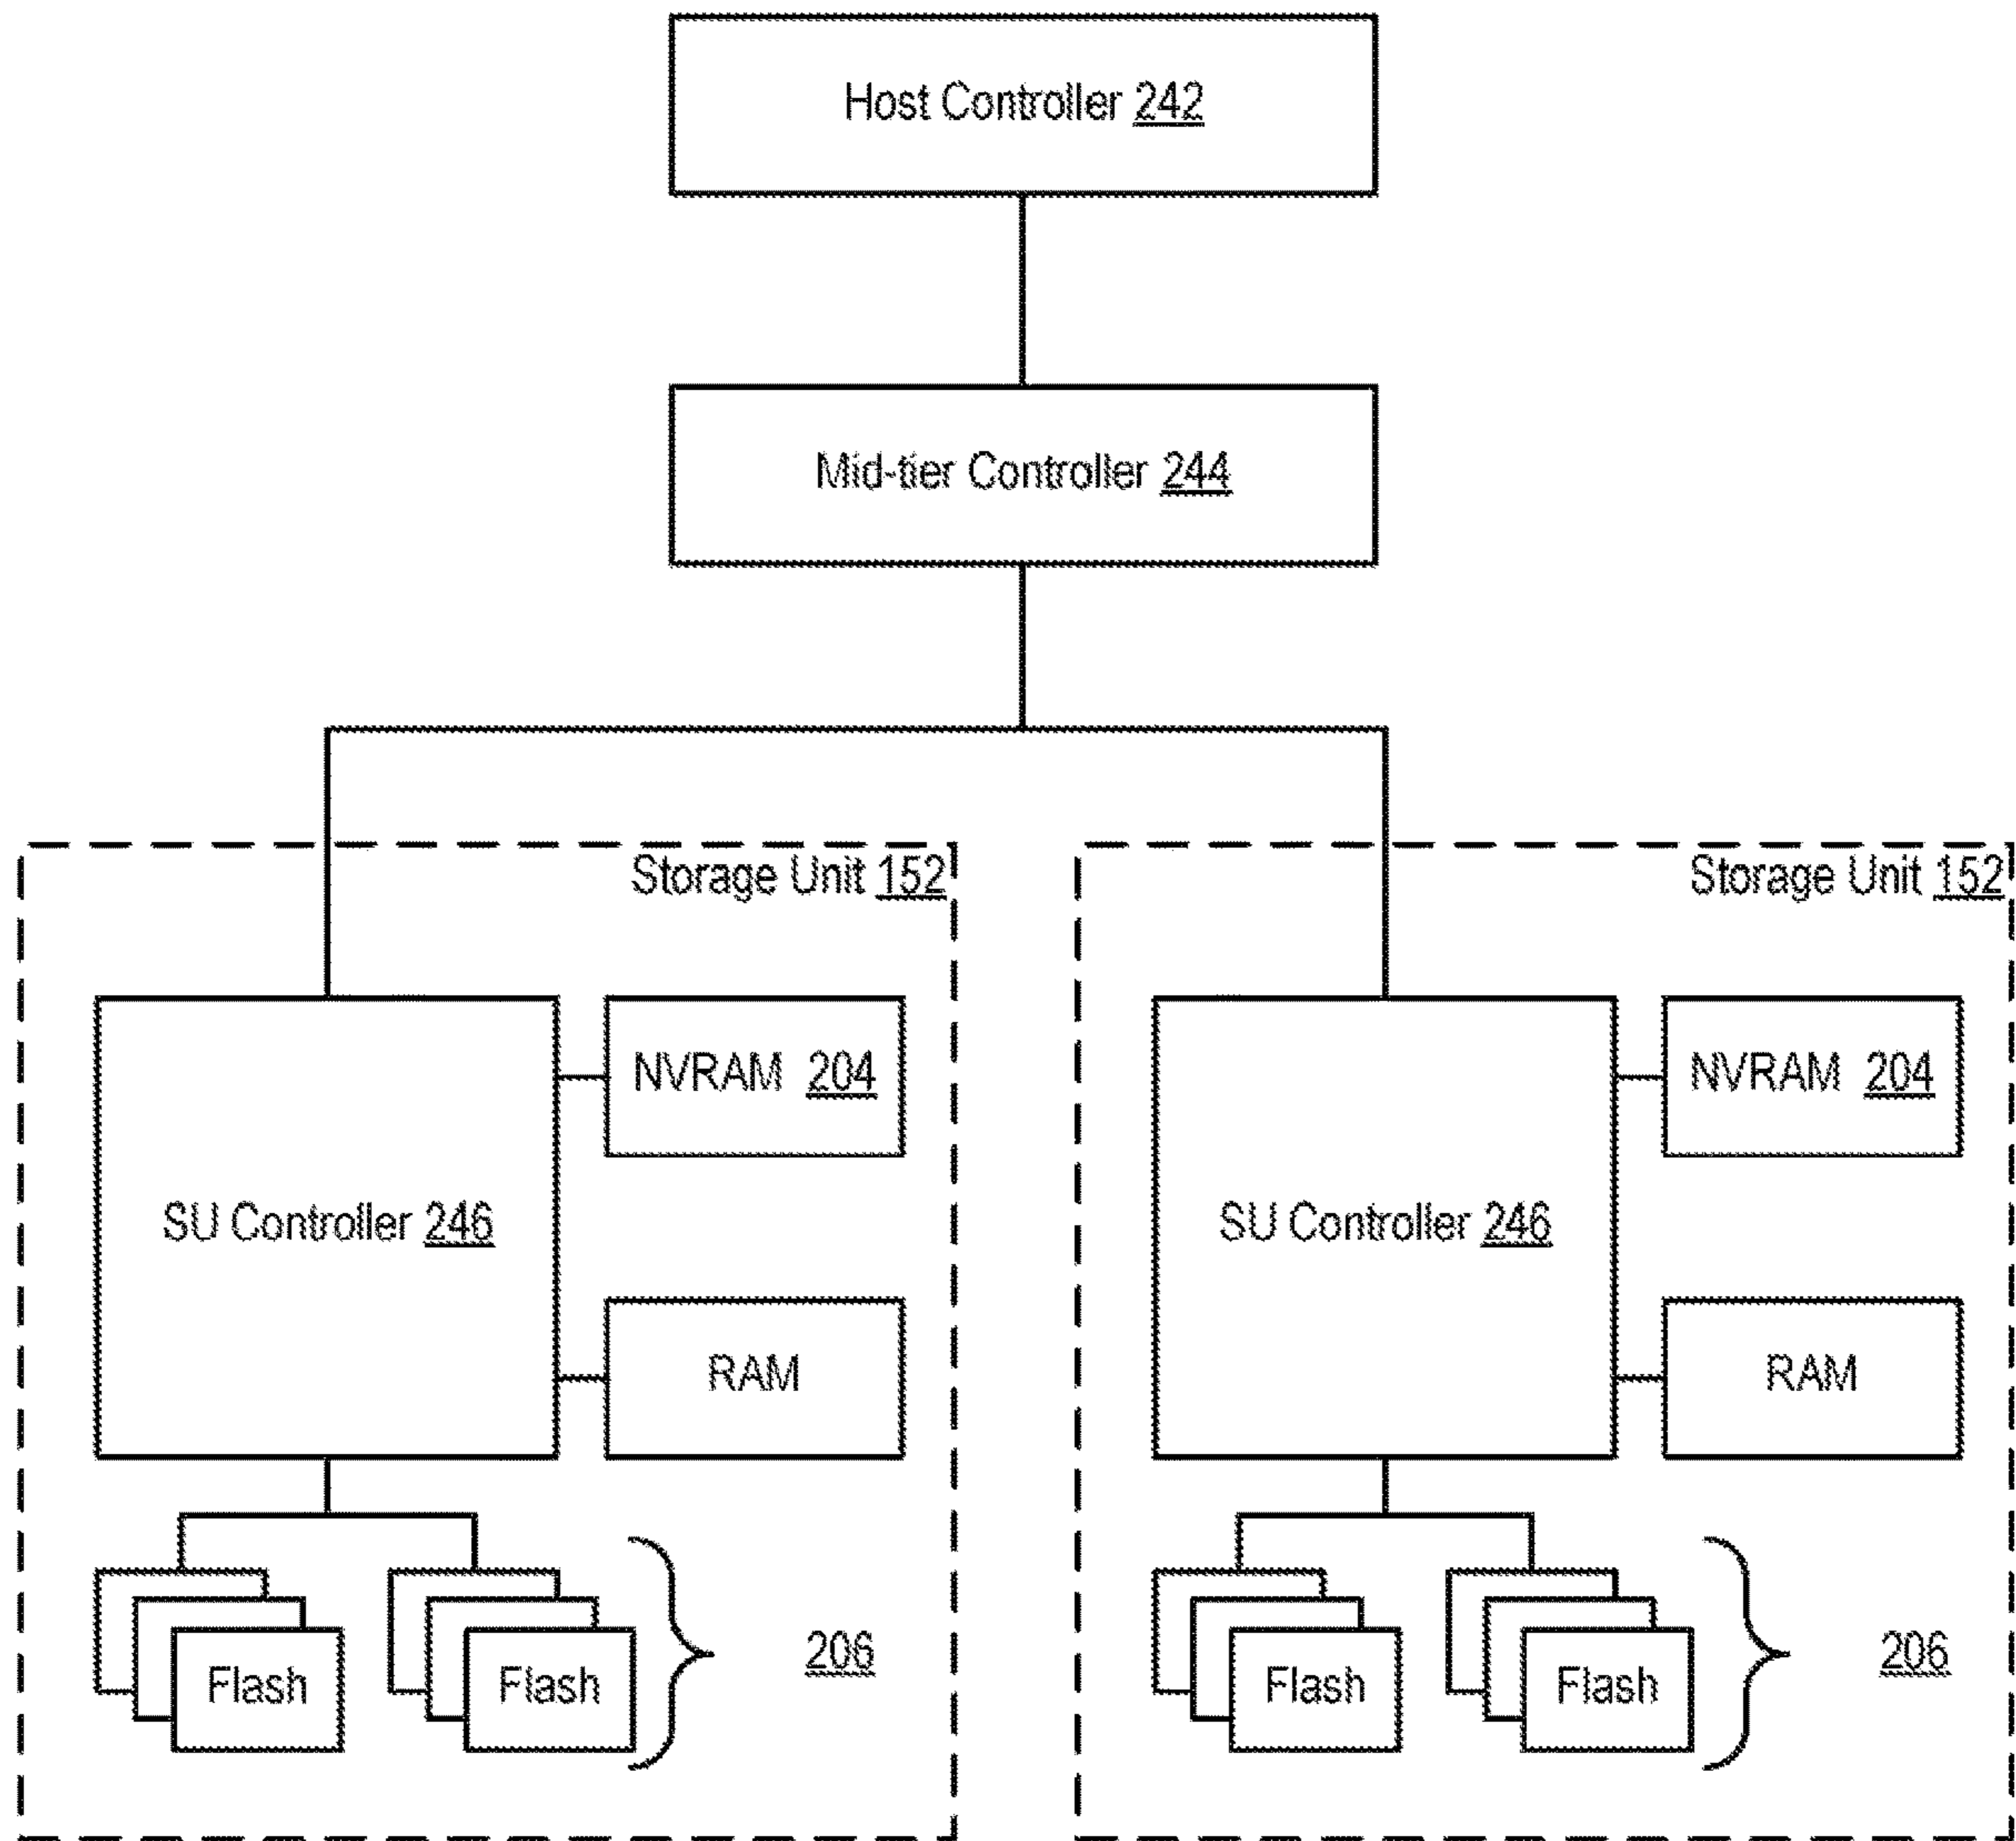 Host Controller 242
Mid-tier Controller 244
Storage Unit 152
SU Controller 246
NVRAM 204
RAM
Flash
Flash
206
Storage Unit 152
SU Controller 246
NVRAM 204
RAM
Flash
Flash
206